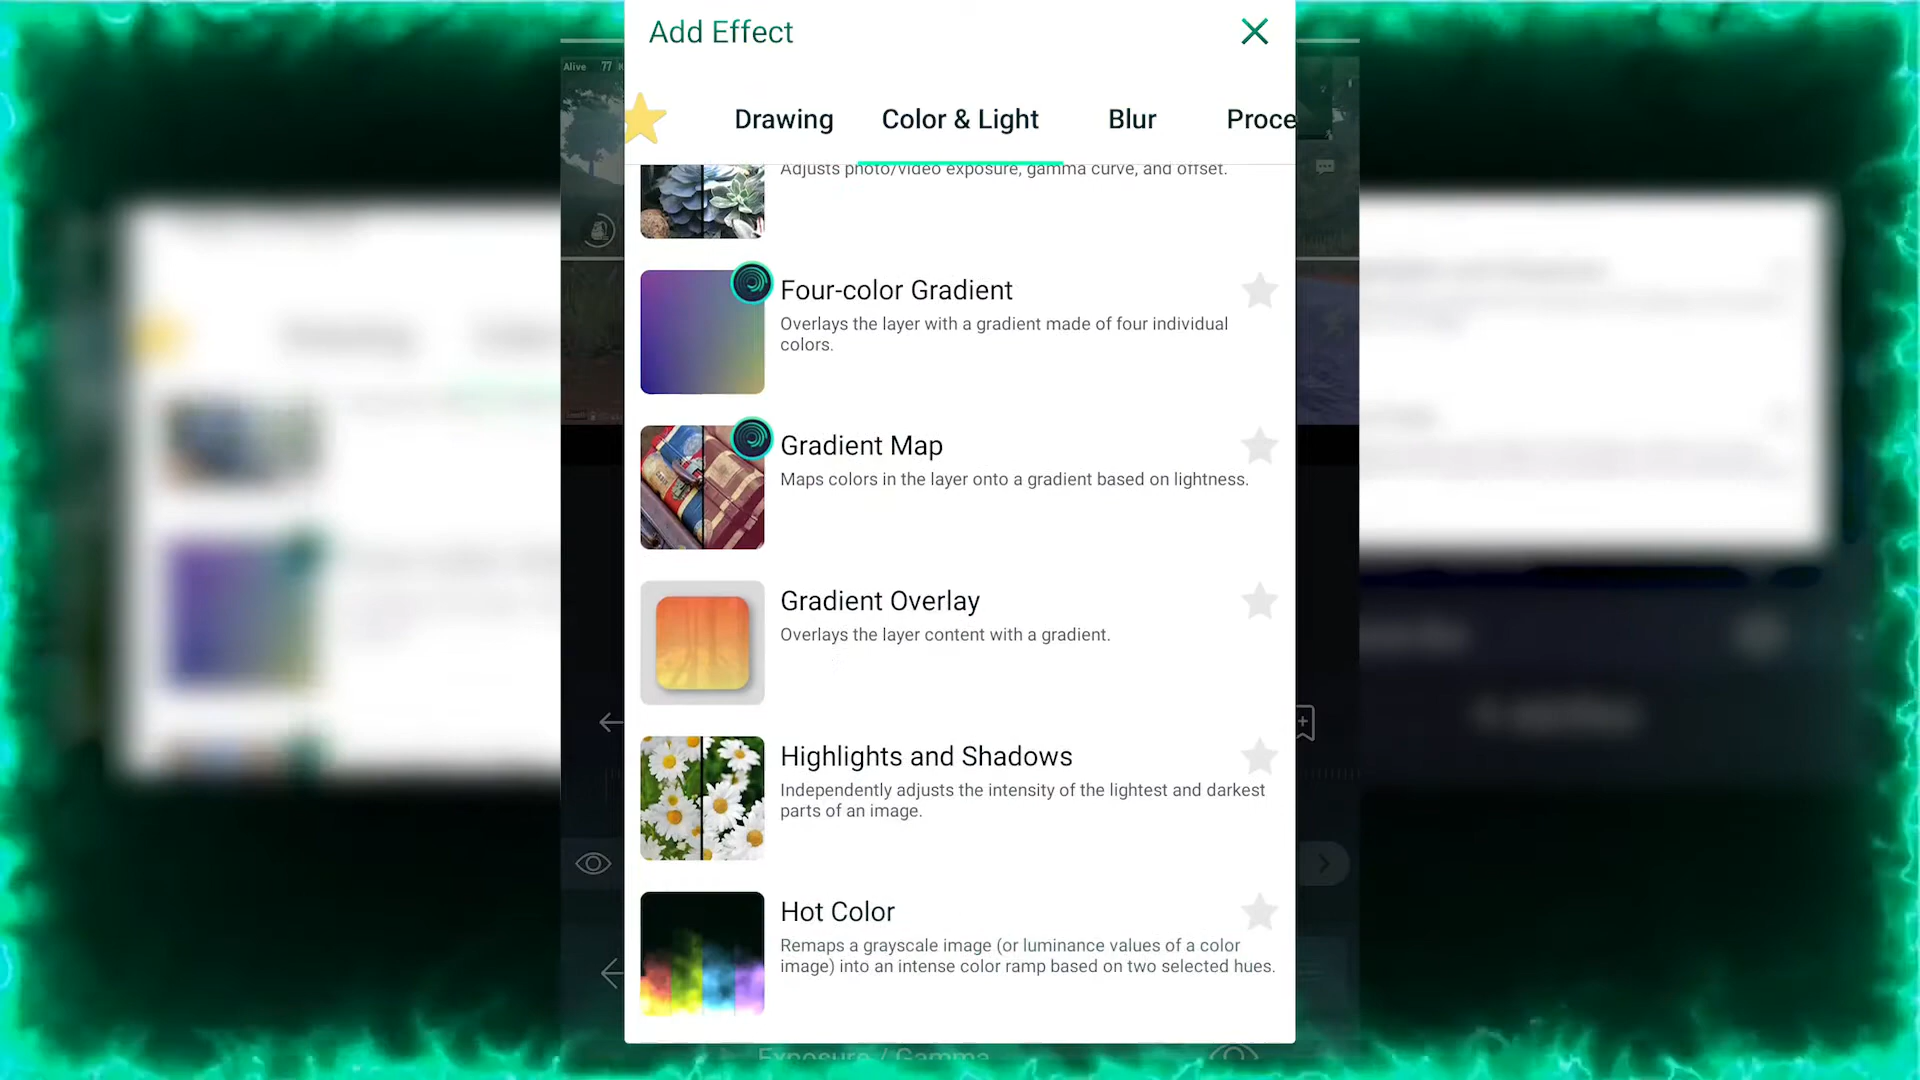 Add Effect
Alive 77
Drawing Color & Light Blur Proce
Adjusts photo/video exposure, gamma curve, and offset.
Four-color Gradient
Overlays the layer with a gradient made of four individual
colors.
Gradient Map
Maps colors in the layer onto a gradient based on lightness.
Gradient Overlay
Overlays the layer content with a gradient.
Highlights and Shadows
Independently adjusts the intensity of the lightest and darkest
parts of an image.
Hot Color
Remaps a grayscale image (or luminance values of a color
image) into an intense color ramp based on two selected hues.
Exposure / Gamma